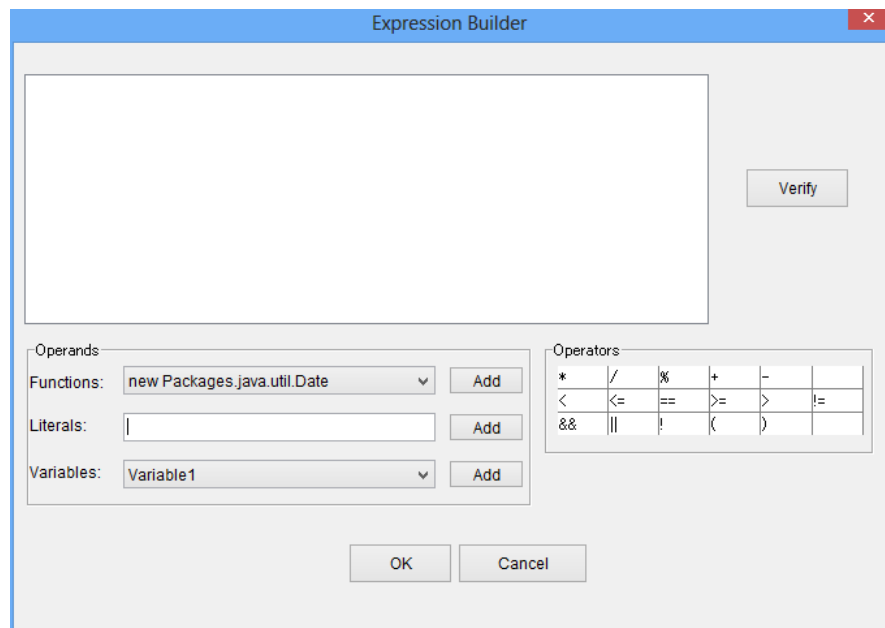 Expression Builder
Verify
Operands
Functions: new Packages.java.util.Date Add
Literals: Add
Variables: Variable1 Add
Operators
* / % + -
< <= == >= > !=
&& || ! ( )
OK Cancel